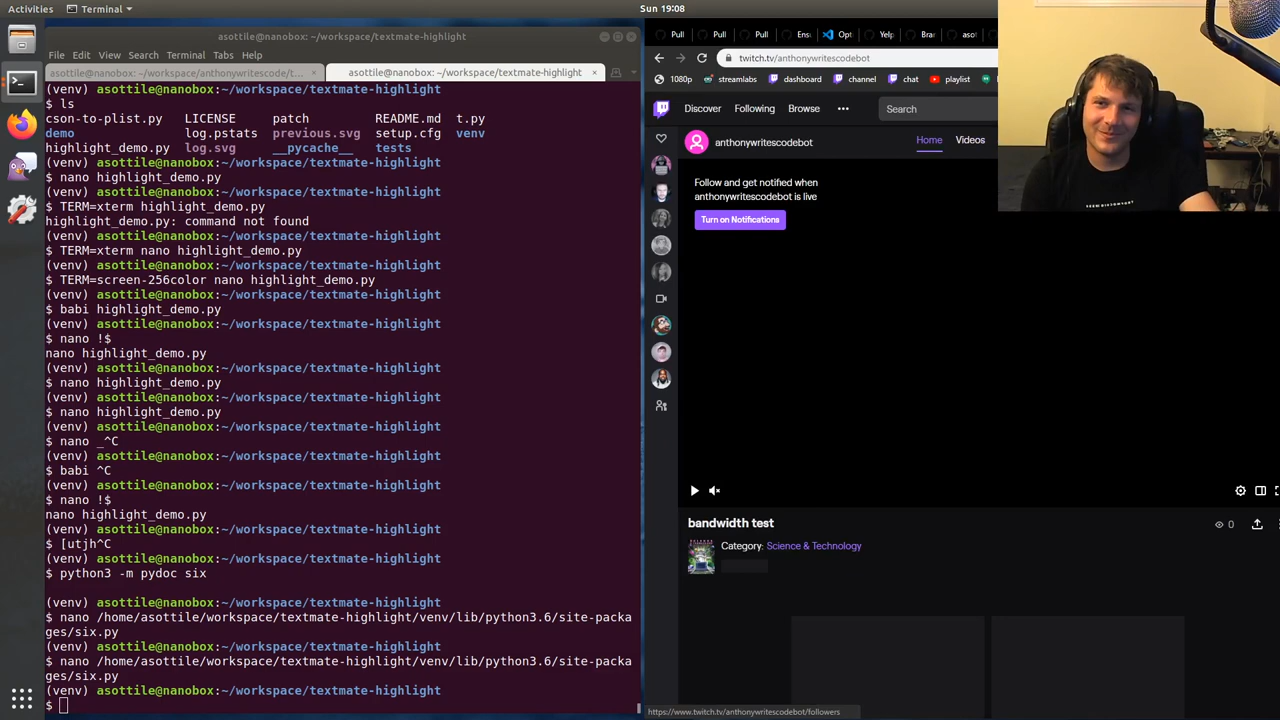 Activities
Terminal
Sun 19:08
asottile@nanobox: ~/workspace/textmate-highlight
File Edit View Search Terminal Tabs Help
asottile@nanobox: ~/workspace/anthonywritescode/t… ×
asottile@nanobox: ~/workspace/textmate-highlight ×
(venv) asottile@nanobox:~/workspace/textmate-highlight
$ ls
cson-to-plist.py LICENSE patch README.md t.py
demo log.pstats previous.svg setup.cfg venv
highlight_demo.py log.svg __pycache__ tests
(venv) asottile@nanobox:~/workspace/textmate-highlight
$ nano highlight_demo.py
(venv) asottile@nanobox:~/workspace/textmate-highlight
$ TERM=xterm highlight_demo.py
highlight_demo.py: command not found
(venv) asottile@nanobox:~/workspace/textmate-highlight
$ TERM=xterm nano highlight_demo.py
(venv) asottile@nanobox:~/workspace/textmate-highlight
$ TERM=screen-256color nano highlight_demo.py
(venv) asottile@nanobox:~/workspace/textmate-highlight
$ babi highlight_demo.py
(venv) asottile@nanobox:~/workspace/textmate-highlight
$ nano !$
nano highlight_demo.py
(venv) asottile@nanobox:~/workspace/textmate-highlight
$ nano highlight_demo.py
(venv) asottile@nanobox:~/workspace/textmate-highlight
$ nano highlight_demo.py
(venv) asottile@nanobox:~/workspace/textmate-highlight
$ nano _^C
(venv) asottile@nanobox:~/workspace/textmate-highlight
$ babi ^C
(venv) asottile@nanobox:~/workspace/textmate-highlight
$ nano !$
nano highlight_demo.py
(venv) asottile@nanobox:~/workspace/textmate-highlight
$ [utjh^C
(venv) asottile@nanobox:~/workspace/textmate-highlight
$ python3 -m pydoc six
(venv) asottile@nanobox:~/workspace/textmate-highlight
$ nano /home/asottile/workspace/textmate-highlight/venv/lib/python3.6/site-packa
ges/six.py
(venv) asottile@nanobox:~/workspace/textmate-highlight
$ nano /home/asottile/workspace/textmate-highlight/venv/lib/python3.6/site-packa
ges/six.py
(venv) asottile@nanobox:~/workspace/textmate-highlight
$
Pull Pull Pull Ens Opt Yelp Bra aso
twitch.tv/anthonywritescodebot
1080p streamlabs dashboard channel chat playlist
Discover Following Browse Search
anthonywritescodebot Home Videos
Follow and get notified when
anthonywritescodebot is live
Turn on Notifications
bandwidth test
0
Category: Science & Technology
https://www.twitch.tv/anthonywritescodebot/followers